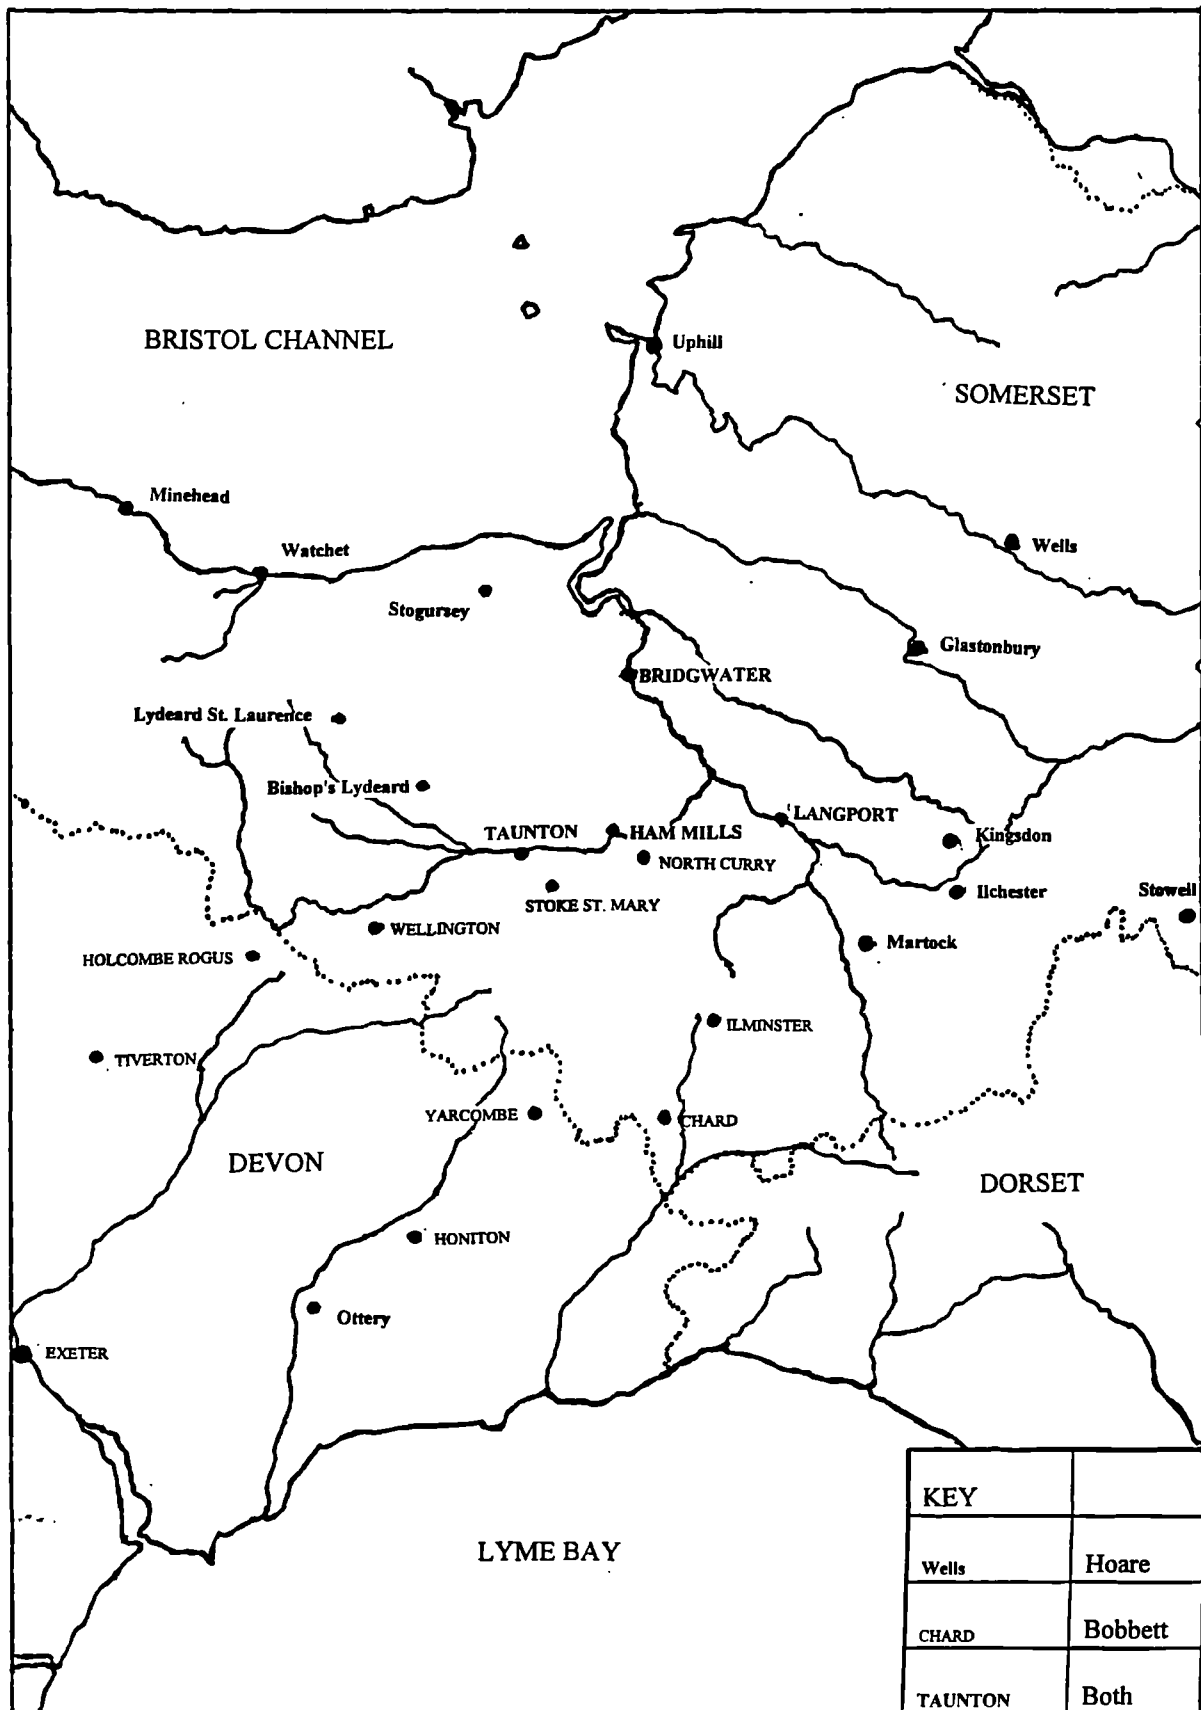 BRISTOL CHANNEL
Uphill
SOMERSET
Minehead
Watchet
Wells
Stogursey
Glastonbury
BRIDGWATER
Lydeard St. Laurence
Bishop's Lydeard
LANGPORT
TAUNTON
HAM MILLS
Kingsdon
NORTH CURRY
Ilchester
Stowell
STOKE ST. MARY
WELLINGTON
Martock
HOLCOMBE ROGUS
ILMINSTER
TIVERTON
YARCOMBE
CHARD
DEVON
DORSET
HONITON
Ottery
EXETER
LYME BAY
KEY
Wells Hoare
CHARD Bobbett
TAUNTON Both